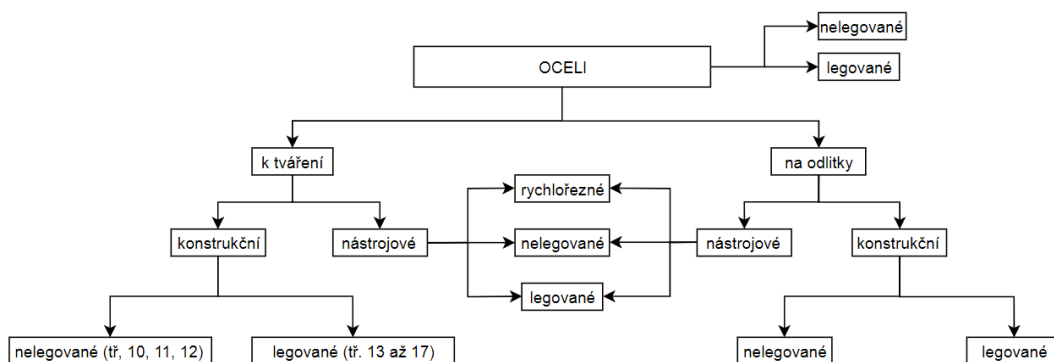 nelegované
OCELI
legované
k tváření
na odlitky
rychlořezné
konstrukční
nástrojové
nelegované
nástrojové
konstrukční
legované
nelegované (tř, 10, 11, 12)
legované (tř. 13 až 17)
nelegované
legované